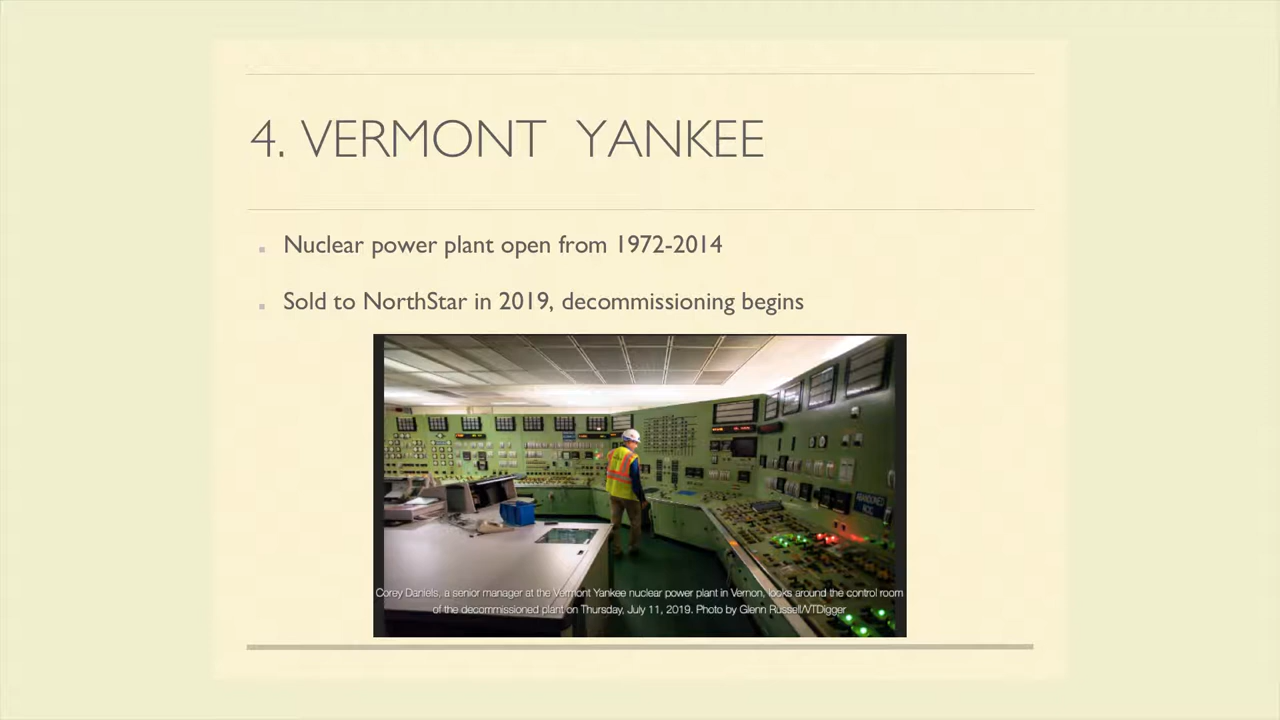 4. VERMONT YANKEE
Nuclear power plant open from 1972-2014
Sold to NorthStar in 2019, decommissioning begins
ABANDONED
Corey Daniels, a senior manager at the Vermont Yankee nuclear power plant in Vernon, looks around the control room
of the decommissioned plant on Thursday, July 11, 2019. Photo by Glenn Russell/VTDigger